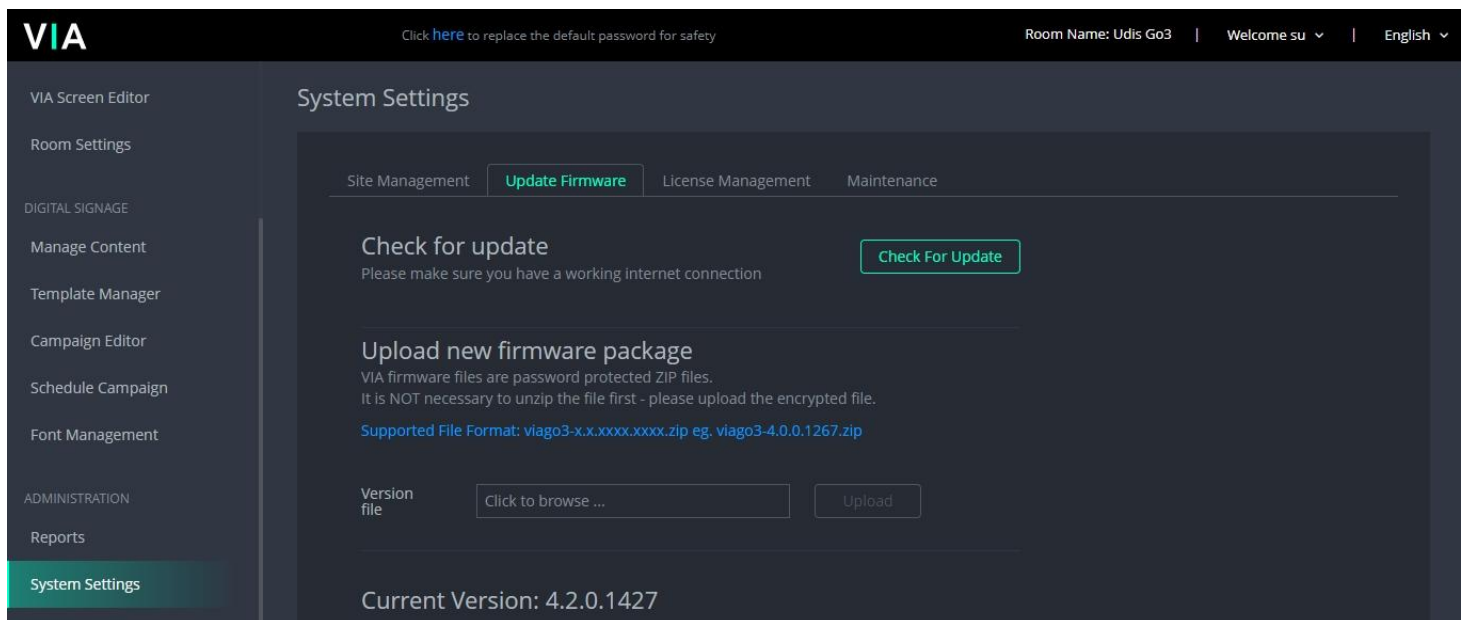 VIA
Click here to replace the default password for safety
Room Name: Udis Go3 | Welcome su | English
VIA Screen Editor
Room Settings
DIGITAL SIGNAGE
Manage Content
Template Manager
Campaign Editor
Schedule Campaign
Font Management
ADMINISTRATION
Reports
System Settings
System Settings
Site Management
Update Firmware
License Management
Maintenance
Check for update
Please make sure you have a working internet connection
Check For Update
Upload new firmware package
VIA firmware files are password protected ZIP files.
It is NOT necessary to unzip the file first - please upload the encrypted file.
Supported File Format: viago3-x.x.xxxx.xxxx.zip eg. viago3-4.0.0.1267.zip
Version
file
Click to browse ...
Upload
Current Version: 4.2.0.1427